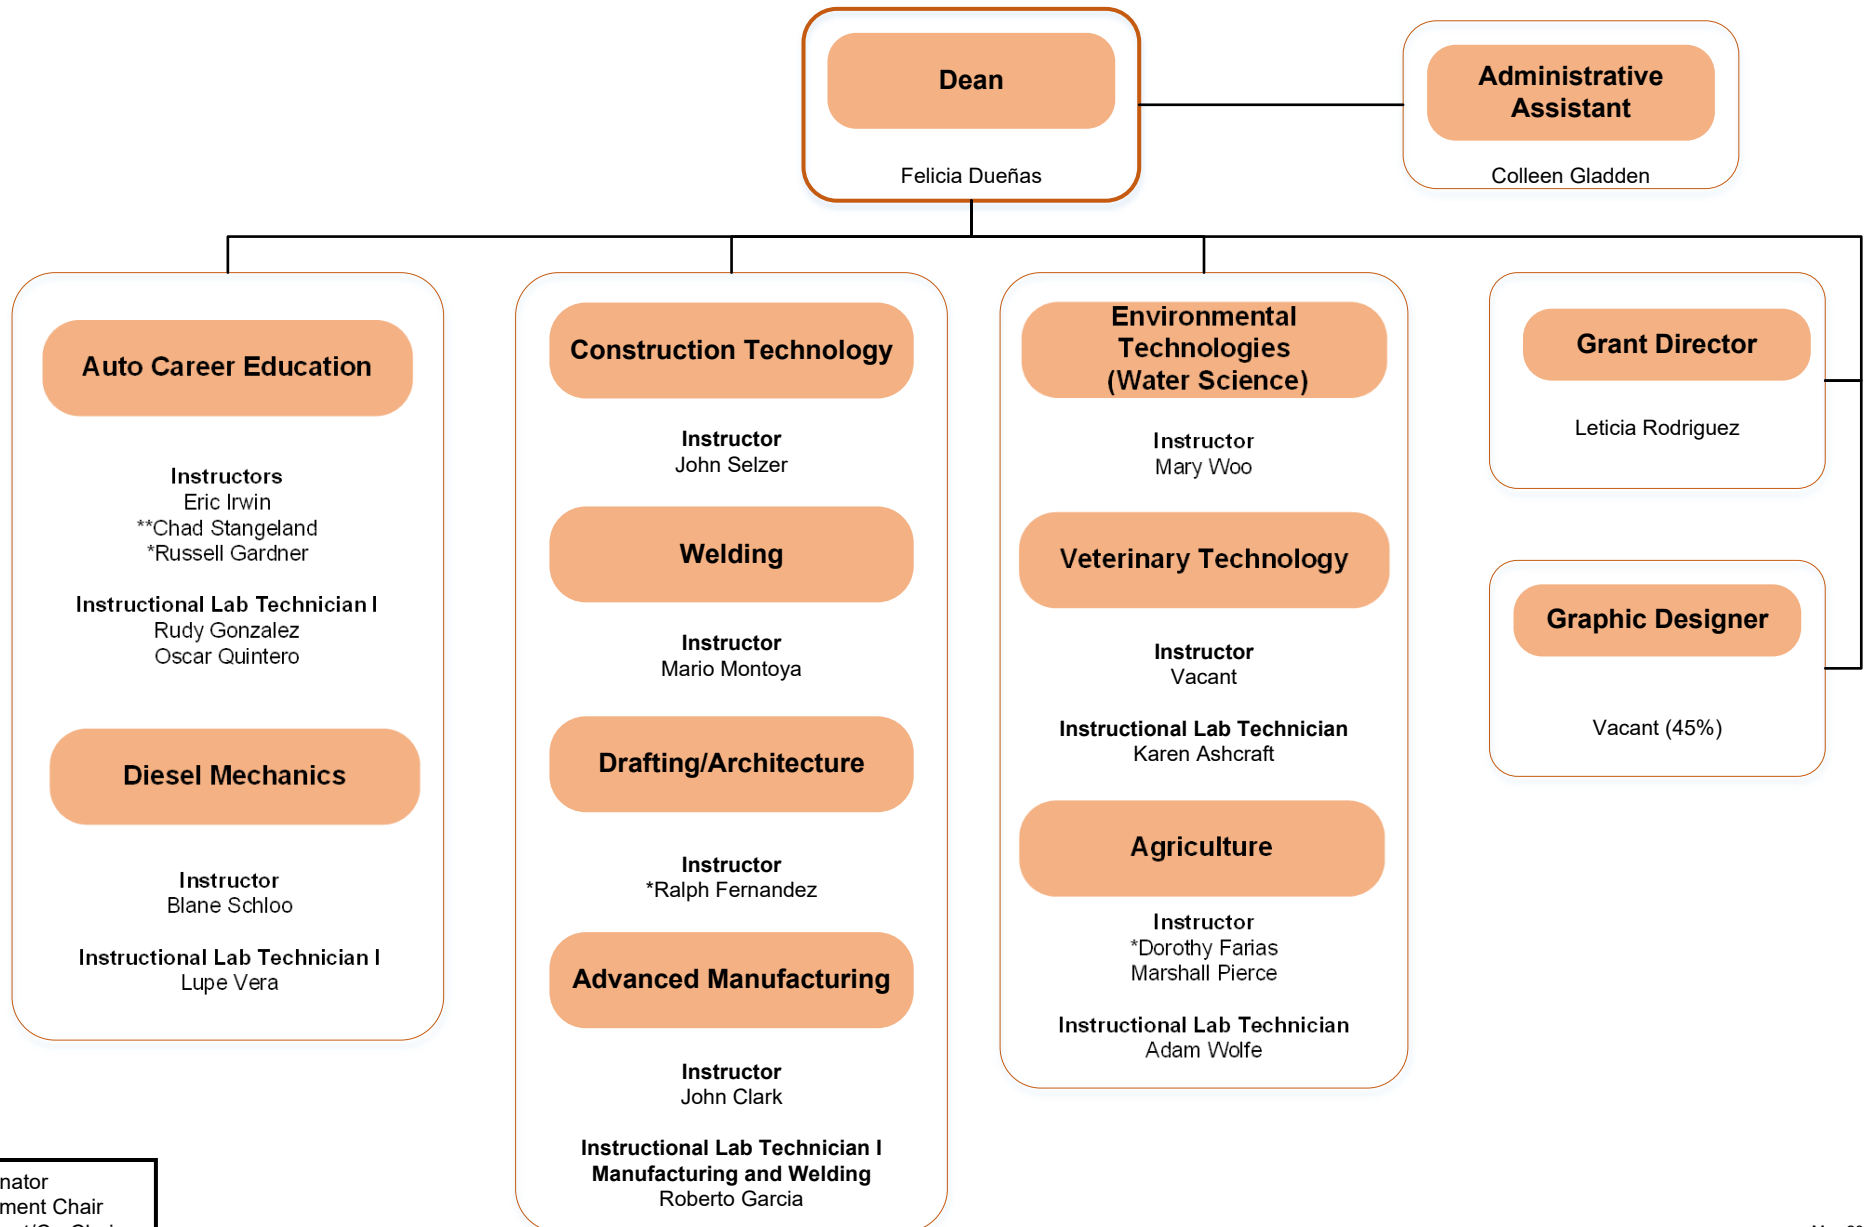 Dean
Felicia Dueñas
Administrative
Assistant
Colleen Gladden
Auto Career Education
Instructors
Eric Irwin
**Chad Stangeland
*Russell Gardner
Instructional Lab Technician I
Rudy Gonzalez
Oscar Quintero
Diesel Mechanics
Instructor
Blane Schloo
Instructional Lab Technician I
Lupe Vera
Construction Technology
Instructor
John Selzer
Welding
Instructor
Mario Montoya
Drafting/Architecture
Instructor
*Ralph Fernandez
Advanced Manufacturing
Instructor
John Clark
Instructional Lab Technician I
Manufacturing and Welding
Roberto Garcia
Environmental
Technologies
(Water Science)
Instructor
Mary Woo
Veterinary Technology
Instructor
Vacant
Instructional Lab Technician
Karen Ashcraft
Agriculture
Instructor
*Dorothy Farias
Marshall Pierce
Instructional Lab Technician
Adam Wolfe
Grant Director
Leticia Rodriguez
Graphic Designer
Vacant (45%)
nator
ment Chair